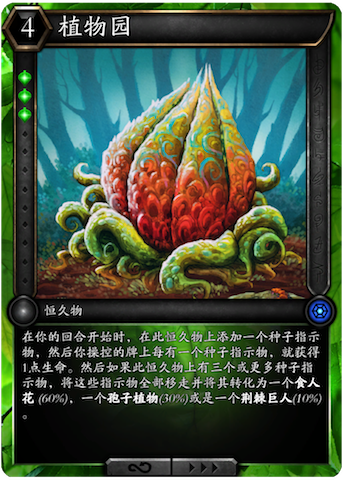 4 植物园
恒久物
在你的回合开始时，在此恒久物上添加一个种子指示
物，然后你操控的牌上每有一个种子指示物，就获得
1点生命。然后如果此恒久物上有三个或更多种子指
示物，将这些指示物全部移走并将其转化为一个食人
花 (60%)，一个孢子植物(30%)或是一个荆棘巨人(10%)
。